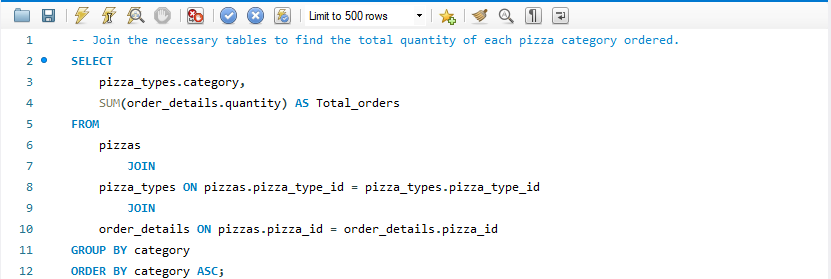 Limit to 500 rows
1 -- Join the necessary tables to find the total quantity of each pizza category ordered.
2 SELECT
3 pizza_types.category,
4 SUM(order_details.quantity) AS Total_orders
5 FROM
6 pizzas
7 JOIN
8 pizza_types ON pizzas.pizza_type_id = pizza_types.pizza_type_id
9 JOIN
10 order_details ON pizzas.pizza_id = order_details.pizza_id
11 GROUP BY category
12 ORDER BY category ASC;